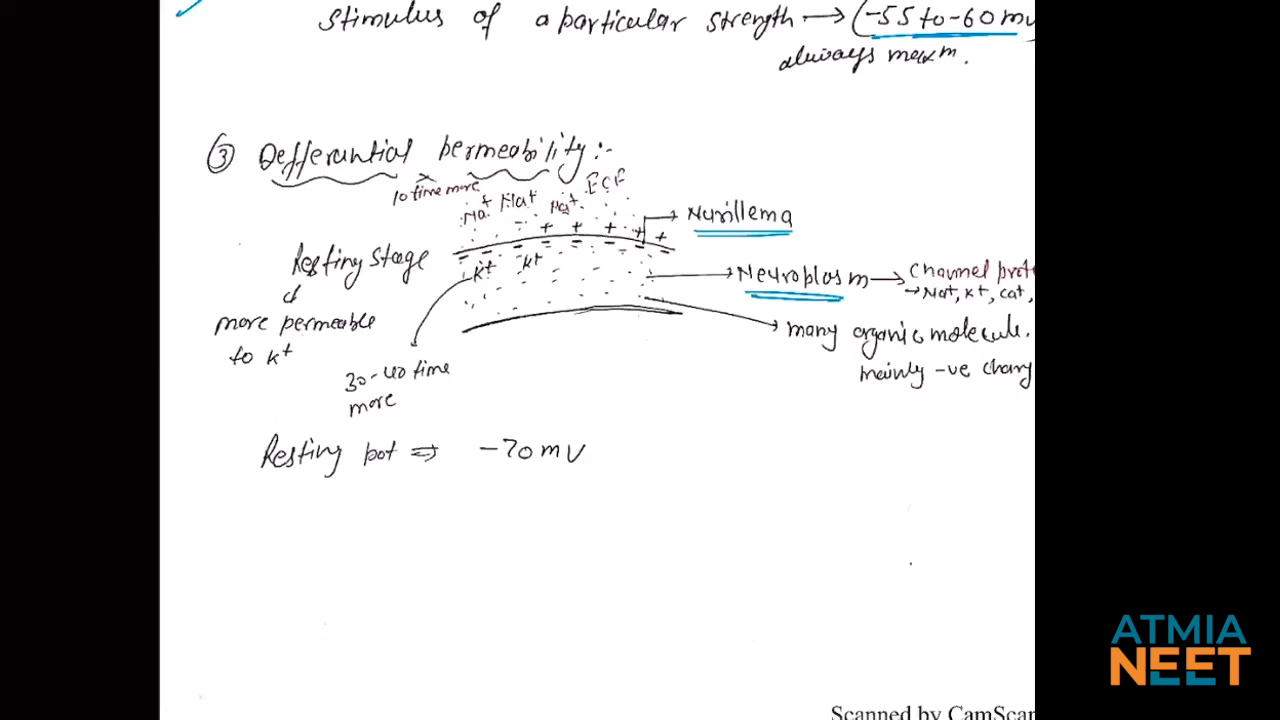 stimulus of a particular strength → (-55 to -60 mv
always maxm.
③ Defferantial permeability :-
10 time more
ECF
Na+ Na+ Na+
+ + + + +
Nurillema
Resting stage
K+ K+
Neuroplasm → Channel prot
→ Na+, K+, Ca+,
more permeable
to K+
many organic molecule.
mainly -ve charg
30-40 time
more
Resting pot ⇒ -70 mV
ATMIA
NEET
Scanned by CamScan